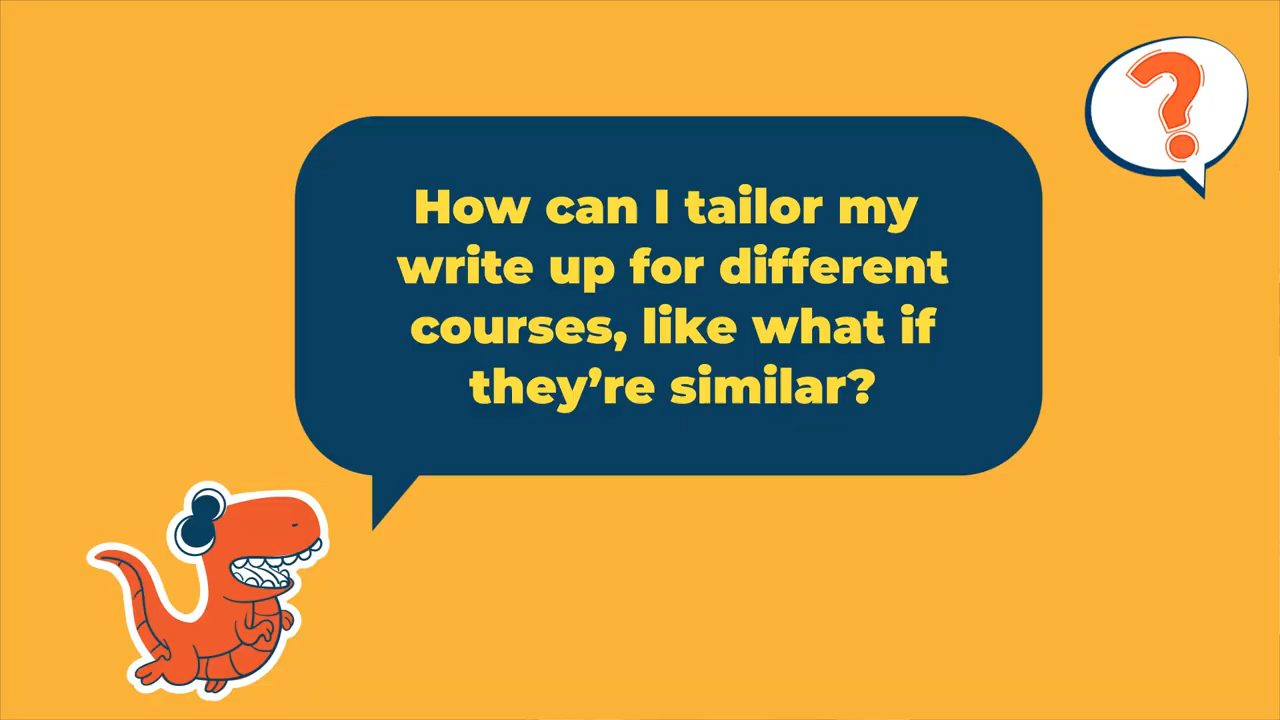 How can I tailor my
write up for different
courses, like what if
they’re similar?